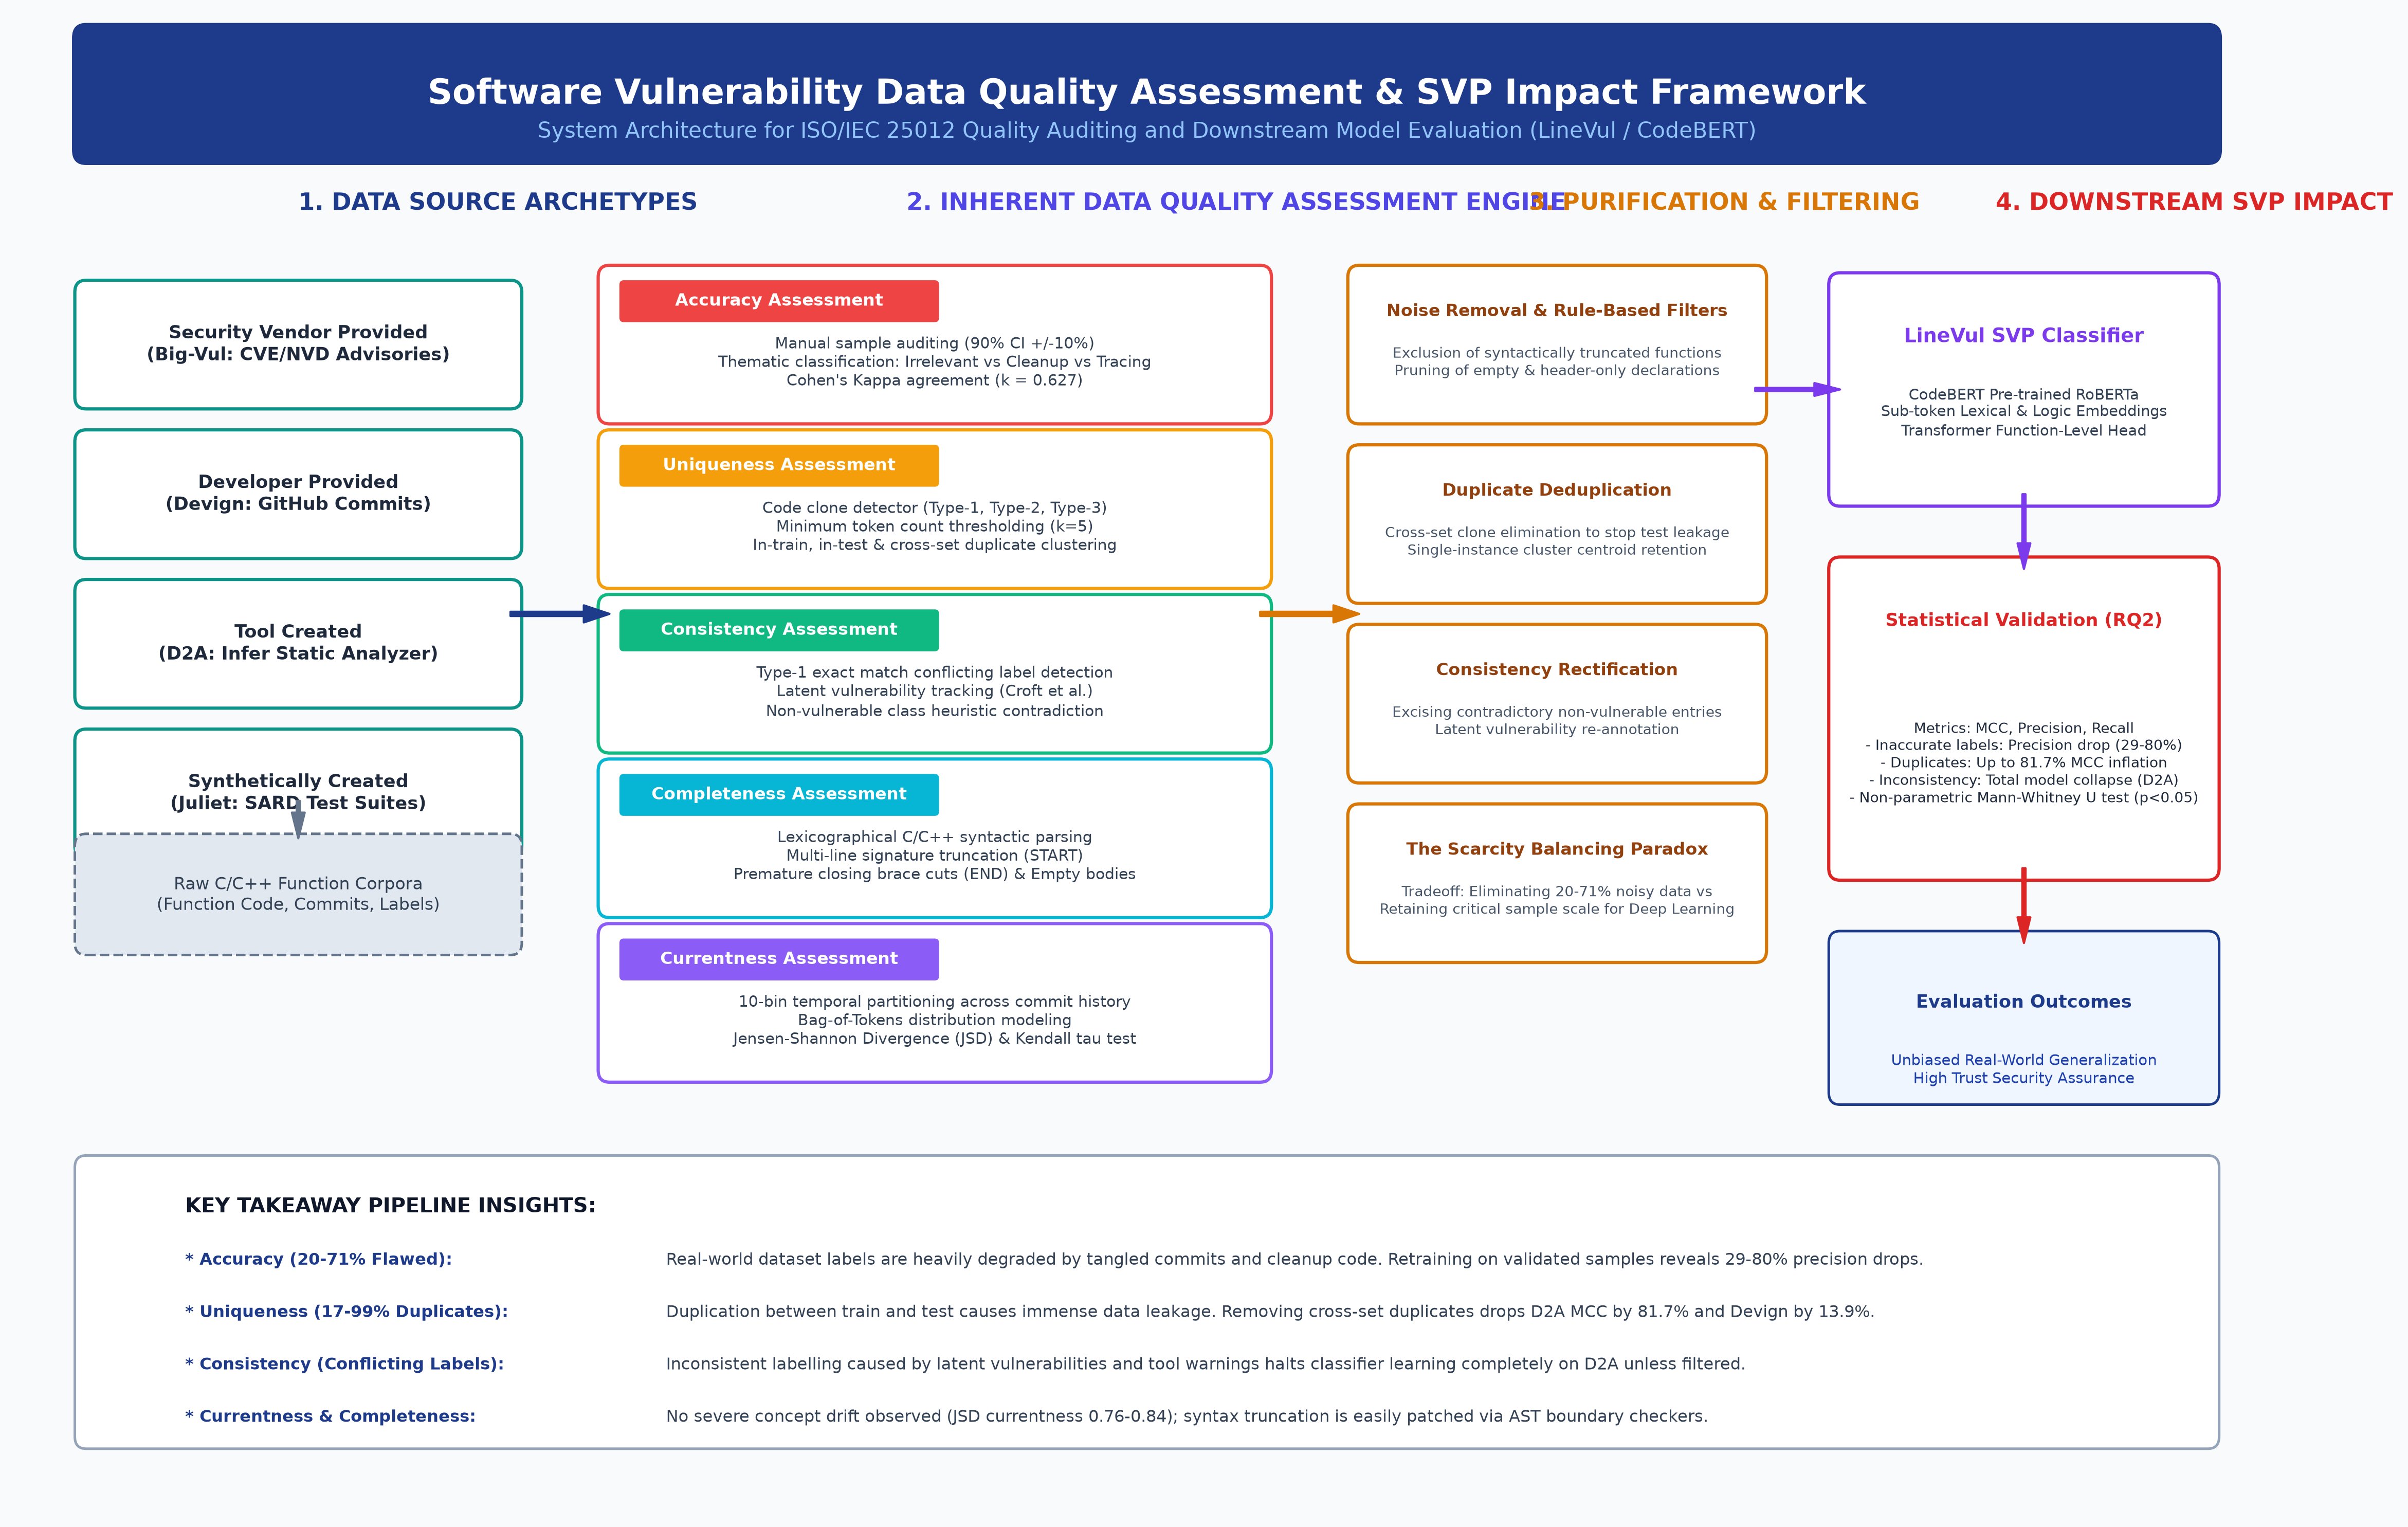 Software Vulnerability Data Quality Assessment & SVP Impact Framework
System Architecture for ISO/IEC 25012 Quality Auditing and Downstream Model Evaluation (LineVul / CodeBERT)
1. DATA SOURCE ARCHETYPES
2. INHERENT DATA QUALITY ASSESSMENT ENGINE
3. PURIFICATION & FILTERING
4. DOWNSTREAM SVP IMPACT
Security Vendor Provided
(Big-Vul: CVE/NVD Advisories)
Developer Provided
(Devign: GitHub Commits)
Tool Created
(D2A: Infer Static Analyzer)
Synthetically Created
(Juliet: SARD Test Suites)
Raw C/C++ Function Corpora
(Function Code, Commits, Labels)
Accuracy Assessment
Manual sample auditing (90% CI +/-10%)
Thematic classification: Irrelevant vs Cleanup vs Tracing
Cohen's Kappa agreement (k = 0.627)
Uniqueness Assessment
Code clone detector (Type-1, Type-2, Type-3)
Minimum token count thresholding (k=5)
In-train, in-test & cross-set duplicate clustering
Consistency Assessment
Type-1 exact match conflicting label detection
Latent vulnerability tracking (Croft et al.)
Non-vulnerable class heuristic contradiction
Completeness Assessment
Lexicographical C/C++ syntactic parsing
Multi-line signature truncation (START)
Premature closing brace cuts (END) & Empty bodies
Currentness Assessment
10-bin temporal partitioning across commit history
Bag-of-Tokens distribution modeling
Jensen-Shannon Divergence (JSD) & Kendall tau test
Noise Removal & Rule-Based Filters
Exclusion of syntactically truncated functions
Pruning of empty & header-only declarations
Duplicate Deduplication
Cross-set clone elimination to stop test leakage
Single-instance cluster centroid retention
Consistency Rectification
Excising contradictory non-vulnerable entries
Latent vulnerability re-annotation
The Scarcity Balancing Paradox
Tradeoff: Eliminating 20-71% noisy data vs
Retaining critical sample scale for Deep Learning
LineVul SVP Classifier
CodeBERT Pre-trained RoBERTa
Sub-token Lexical & Logic Embeddings
Transformer Function-Level Head
Statistical Validation (RQ2)
Metrics: MCC, Precision, Recall
- Inaccurate labels: Precision drop (29-80%)
- Duplicates: Up to 81.7% MCC inflation
- Inconsistency: Total model collapse (D2A)
- Non-parametric Mann-Whitney U test (p<0.05)
Evaluation Outcomes
Unbiased Real-World Generalization
High Trust Security Assurance
KEY TAKEAWAY PIPELINE INSIGHTS:
* Accuracy (20-71% Flawed): Real-world dataset labels are heavily degraded by tangled commits and cleanup code. Retraining on validated samples reveals 29-80% precision drops.
* Uniqueness (17-99% Duplicates): Duplication between train and test causes immense data leakage. Removing cross-set duplicates drops D2A MCC by 81.7% and Devign by 13.9%.
* Consistency (Conflicting Labels): Inconsistent labelling caused by latent vulnerabilities and tool warnings halts classifier learning completely on D2A unless filtered.
* Currentness & Completeness: No severe concept drift observed (JSD currentness 0.76-0.84); syntax truncation is easily patched via AST boundary checkers.